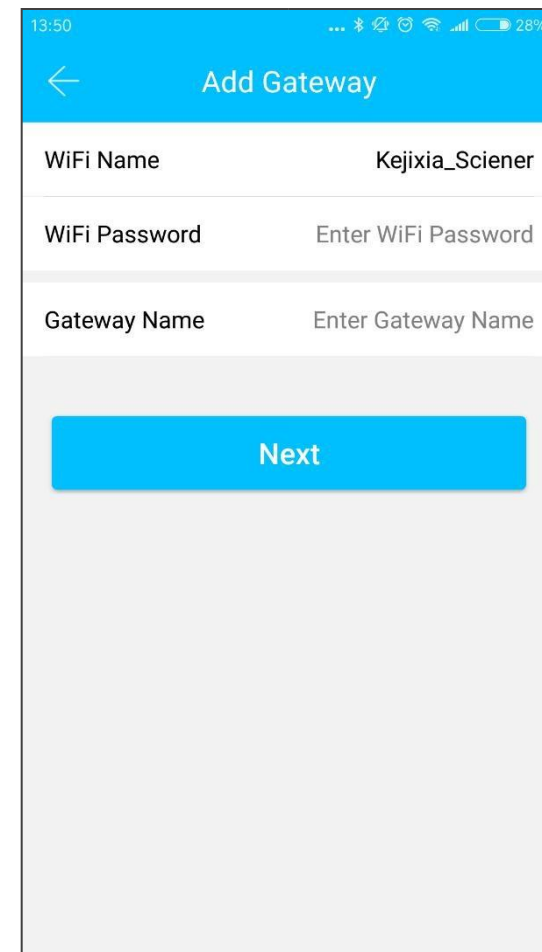 13:50 ... 28%
Add Gateway
WiFi Name Kejixia_Sciener
WiFi Password Enter WiFi Password
Gateway Name Enter Gateway Name
Next